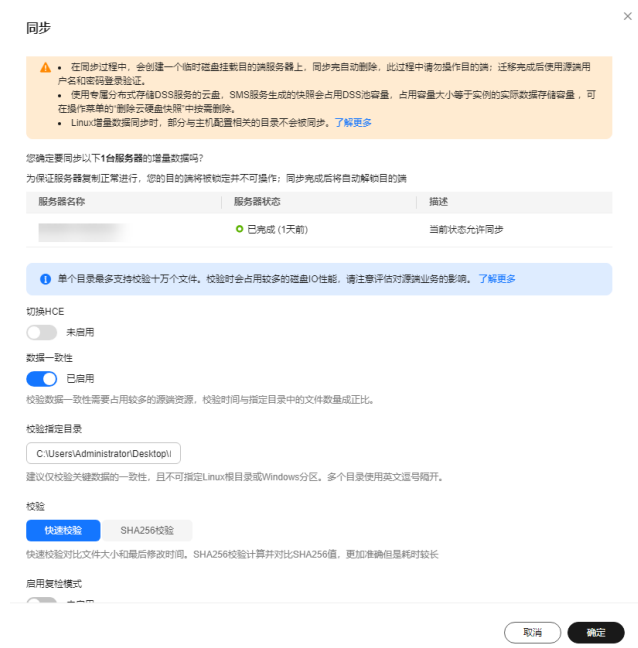 同步
• 在同步过程中，会创建一个临时磁盘挂载目的端服务器上，同步完自动删除，此过程中请勿操作目的端；迁移完成后使用源端用
户名和密码登录验证。
• 使用专属分布式存储DSS服务的云盘，SMS服务生成的快照会占用DSS池容量，占用容量大小等于实例的实际数据存储容量 ，可
在操作菜单的“删除云硬盘快照”中按需删除。
• Linux增量数据同步时，部分与主机配置相关的目录不会被同步。了解更多
您确定要同步以下1台服务器的增量数据吗?
为保证服务器复制正常进行，您的目的端将被锁定并不可操作；同步完成后将自动解锁目的端
服务器名称 服务器状态 描述
已完成 (1天前) 当前状态允许同步
单个目录最多支持校验十万个文件。校验时会占用较多的磁盘IO性能，请注意评估对源端业务的影响。 了解更多
切换HCE
未启用
数据一致性
已启用
校验数据一致性需要占用较多的源端资源，校验时间与指定目录中的文件数量成正比。
校验指定目录
C:\Users\Administrator\Desktop\
建议仅校验关键数据的一致性，且不可指定Linux根目录或Windows分区。多个目录使用英文逗号隔开。
校验
快速校验 SHA256校验
快速校验对比文件大小和最后修改时间。SHA256校验计算并对比SHA256值，更加准确但是耗时较长
启用复检模式
取消 确定